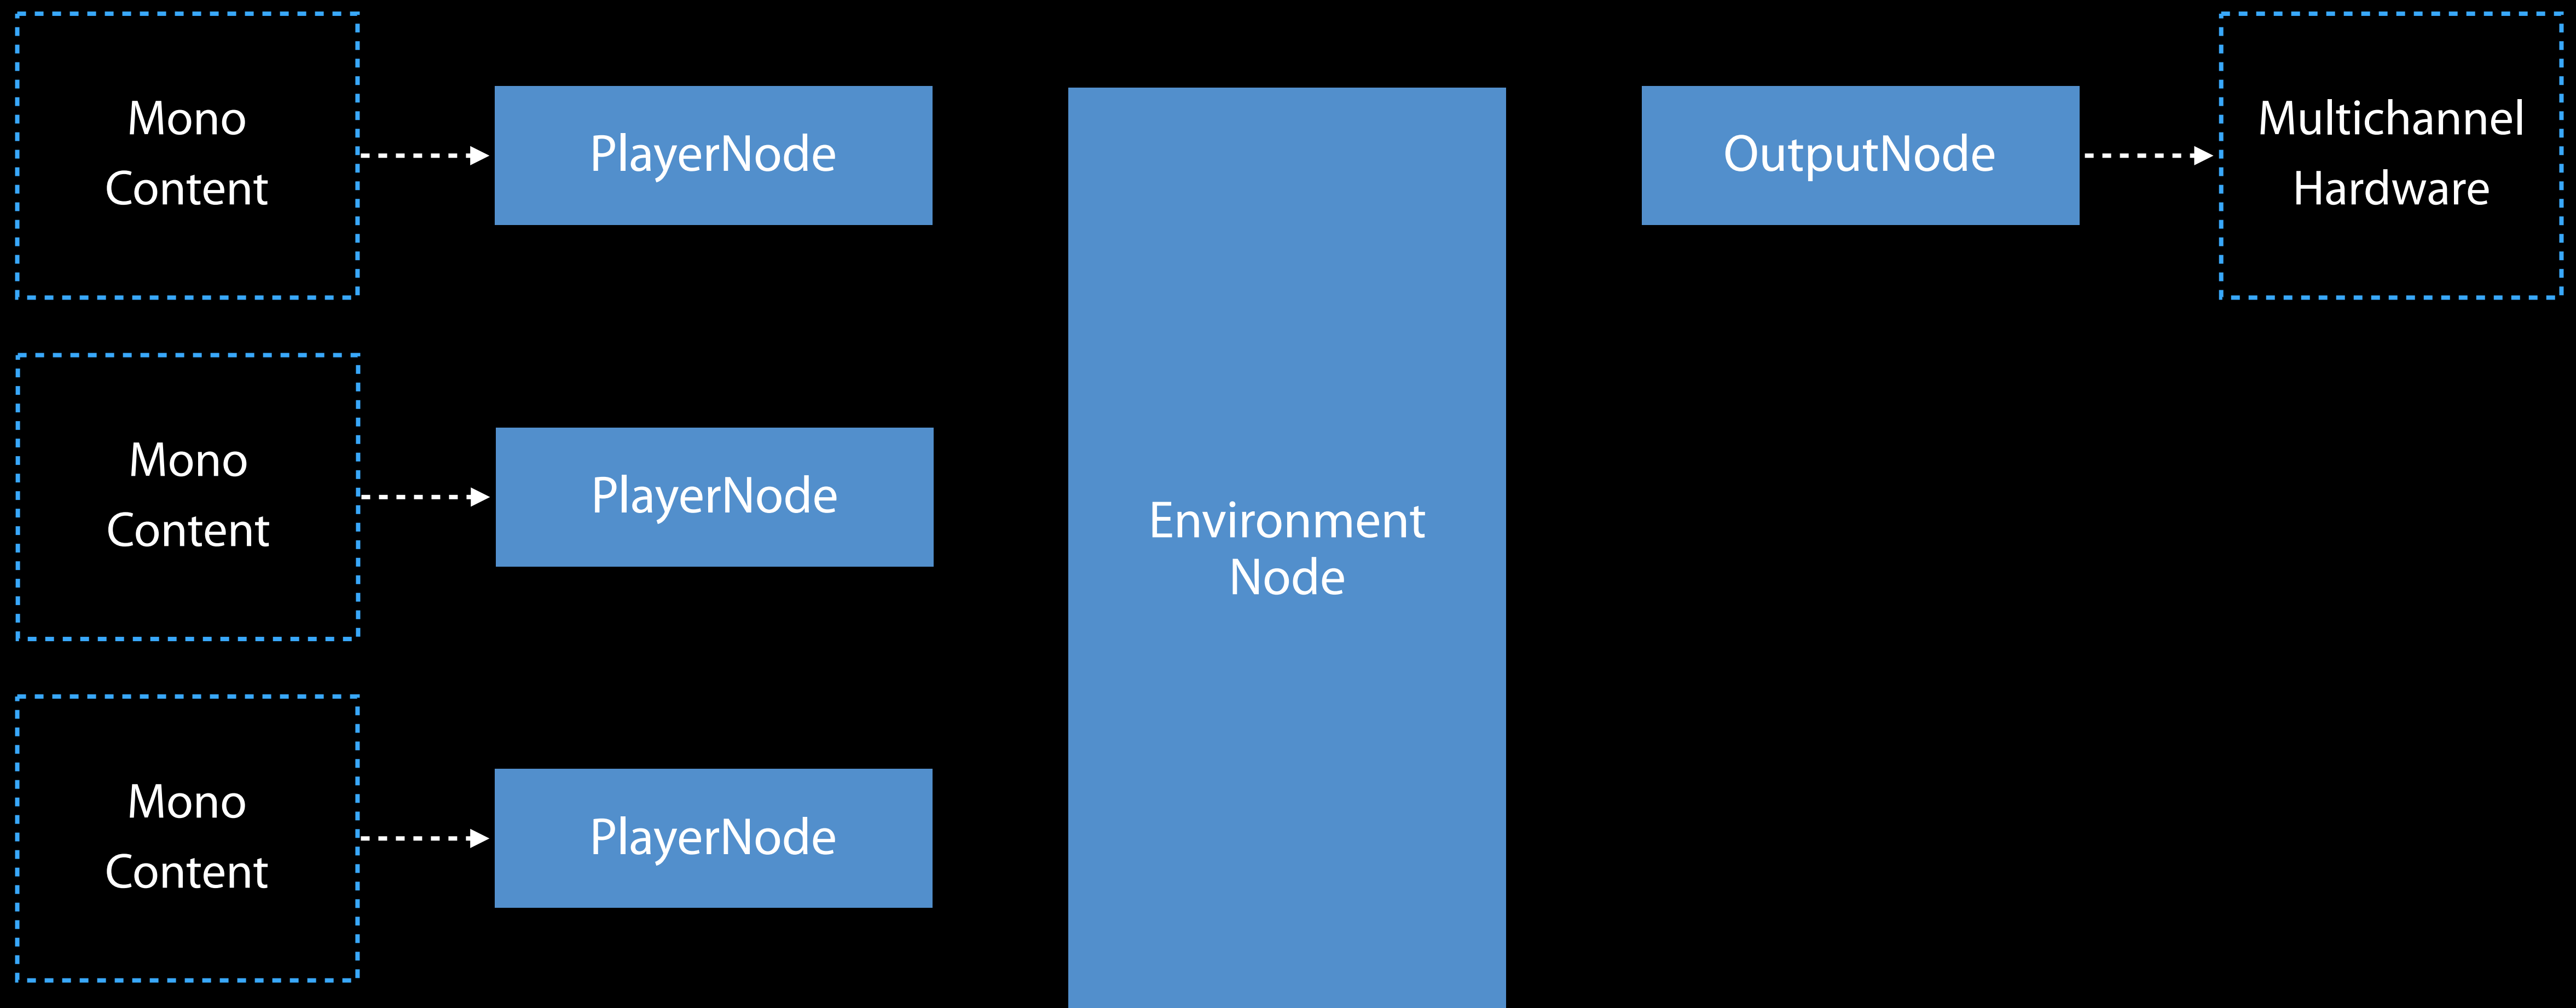 Mono
Content
PlayerNode
OutputNode
Multichannel
Hardware
Mono
Content
PlayerNode
Environment
Node
Mono
Content
PlayerNode